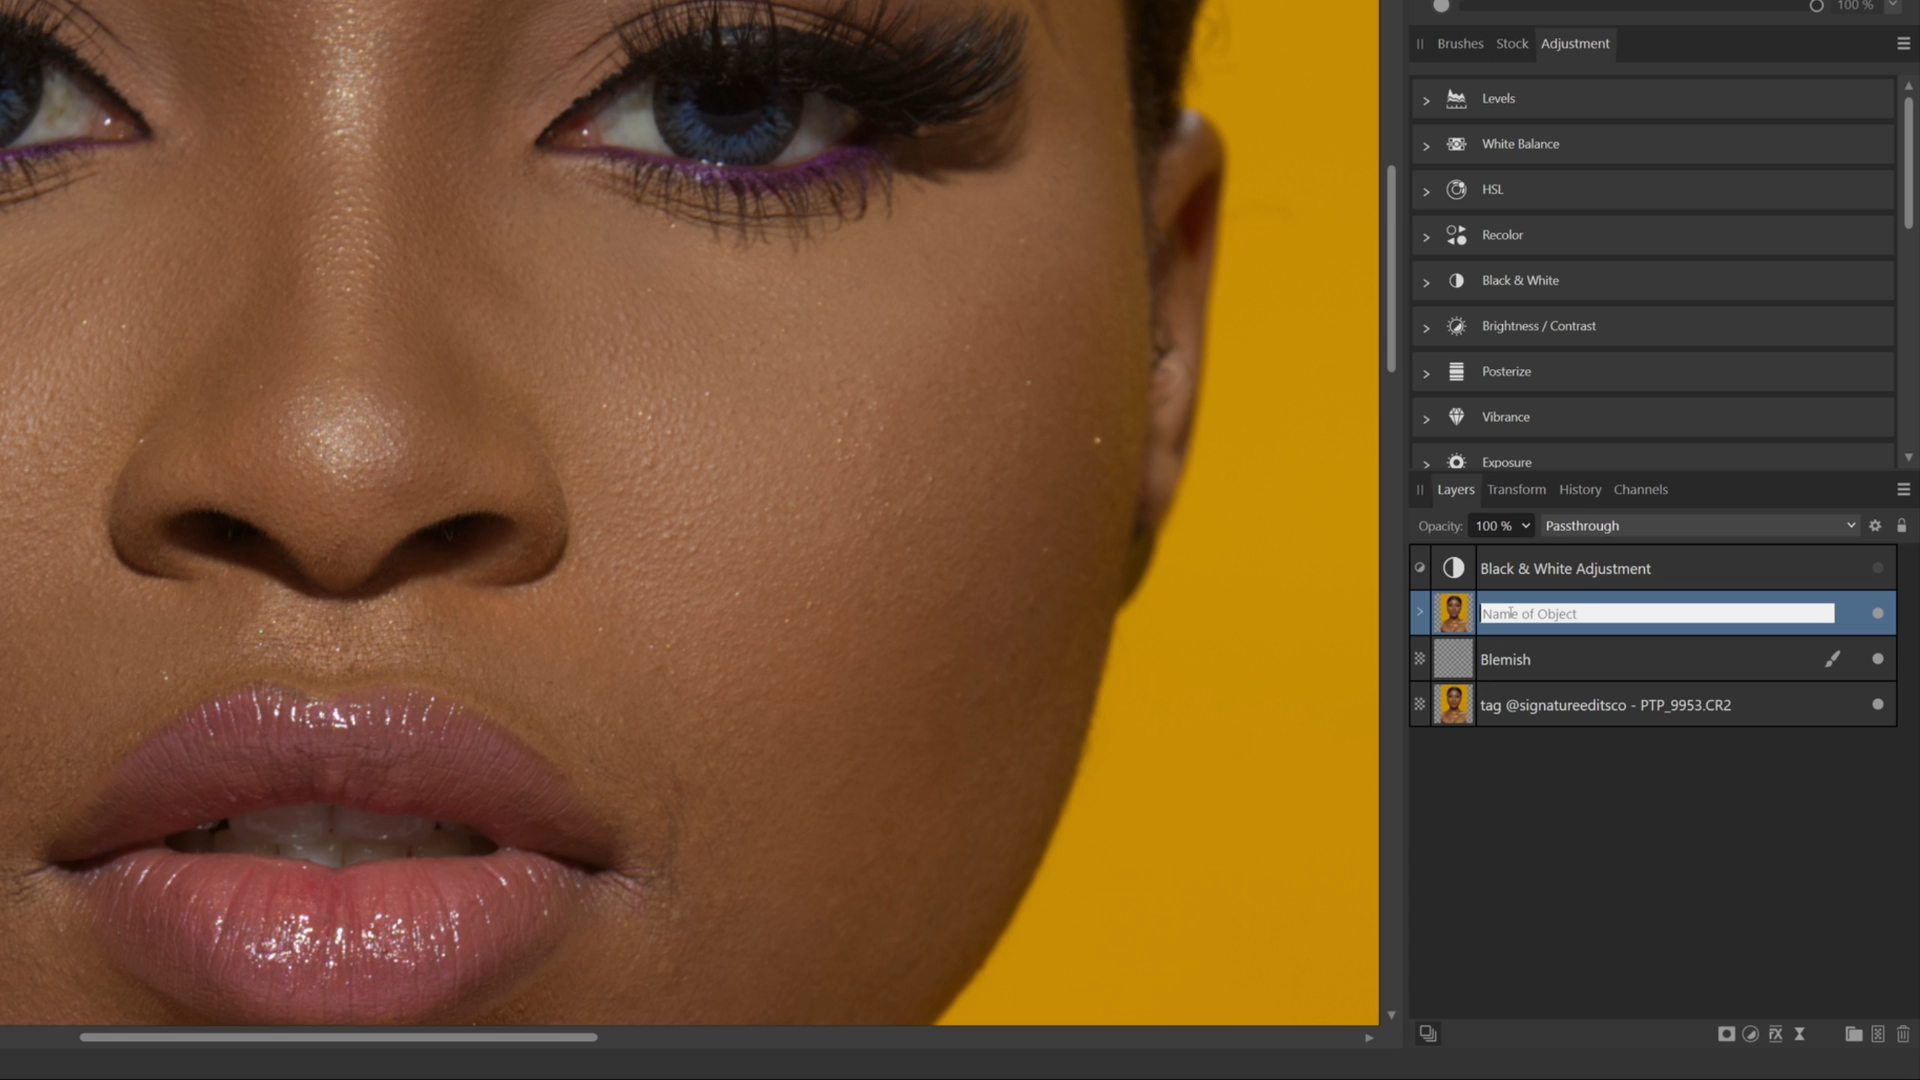 100 %
Brushes Stock Adjustment
Levels
White Balance
HSL
Recolor
Black & White
Brightness / Contrast
Posterize
Vibrance
Exposure
Layers Transform History Channels
Opacity: 100 % Passthrough
Black & White Adjustment
Name of Object
Blemish
tag @signatureeditsco - PTP_9953.CR2